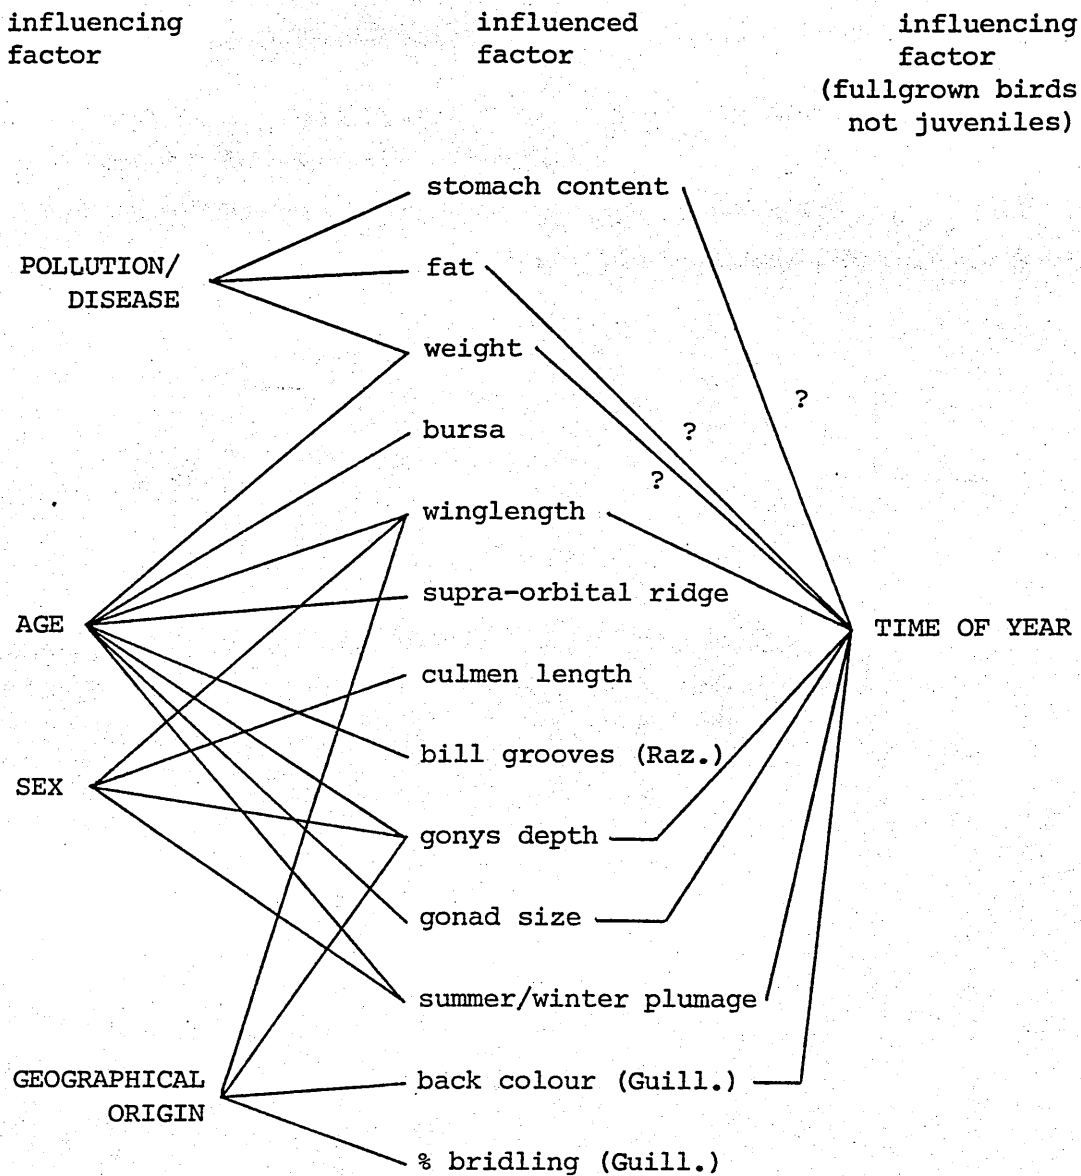 influencing
factor
influenced
factor
influencing
factor
(fullgrown birds
not juveniles)
stomach content
POLLUTION/
DISEASE
fat
weight
?
bursa
?
?
winglength
supra-orbital ridge
AGE
TIME OF YEAR
culmen length
bill grooves (Raz.)
SEX
gonys depth
gonad size
summer/winter plumage
GEOGRAPHICAL
ORIGIN
back colour (Guill.)
% bridling (Guill.)